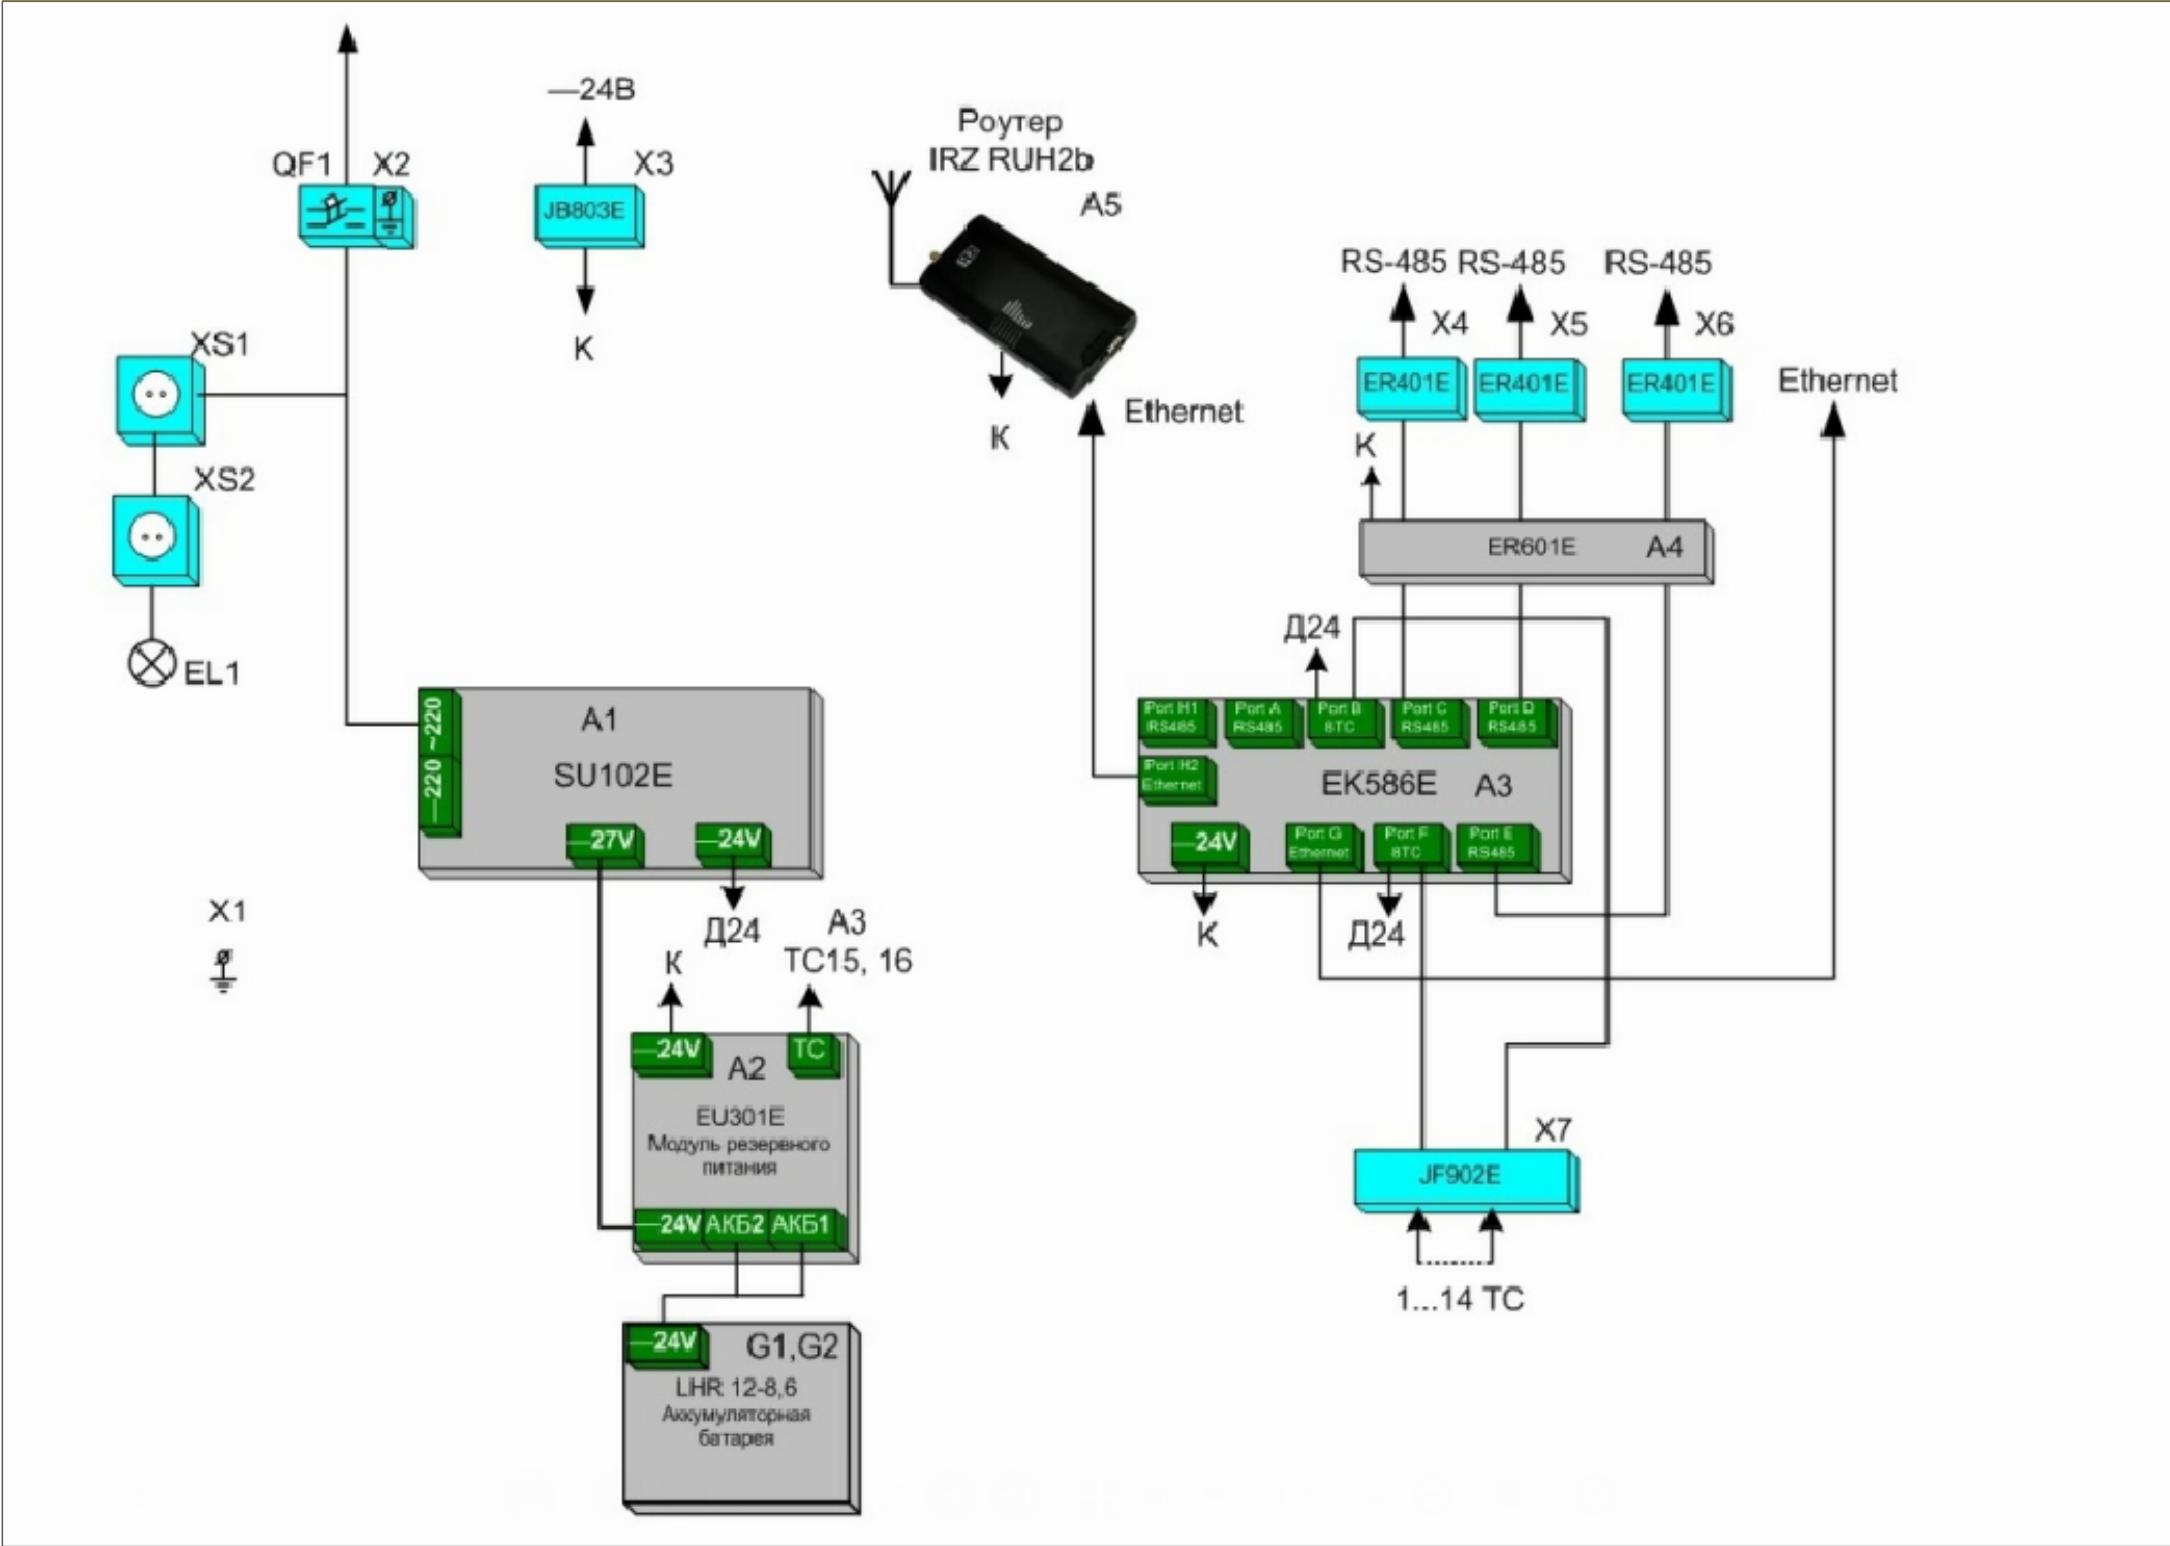 —24В
QF1
X2
X3
JB803E
К
Роутер
IRZ RUH2b
A5
К
Ethernet
RS-485
RS-485
RS-485
X4
X5
X6
ER401E
ER401E
ER401E
Ethernet
К
ER601E
A4
XS1
XS2
EL1
~220
—220
A1
SU102E
—27V
—24V
Д24
Д24
Port H1
RS485
Port A
RS485
Port B
8TC
Port C
RS485
Port D
RS485
Port H2
Ethernet
EK586E
A3
—24V
Port G
Ethernet
Port F
8TC
Port E
RS485
К
Д24
X1
К
A3
ТС15, 16
—24V
A2
ТС
EU301E
Модуль резервного
питания
—24V
АКБ2
АКБ1
—24V
G1,G2
LHR 12-8,6
Аккумуляторная
батарея
X7
JF902E
1...14 ТС